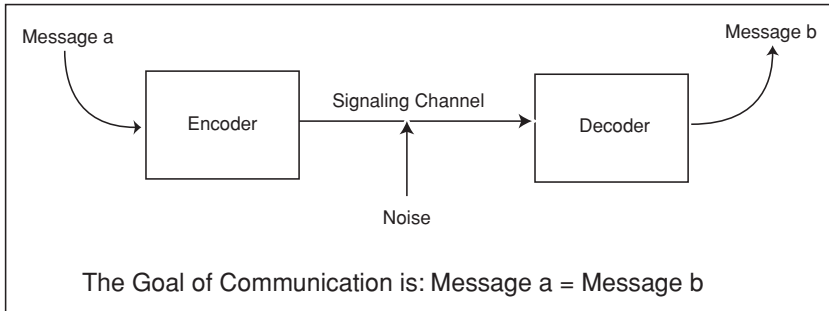 Message a
Message b
Signaling Channel
Encoder
Decoder
Noise
The Goal of Communication is: Message a = Message b